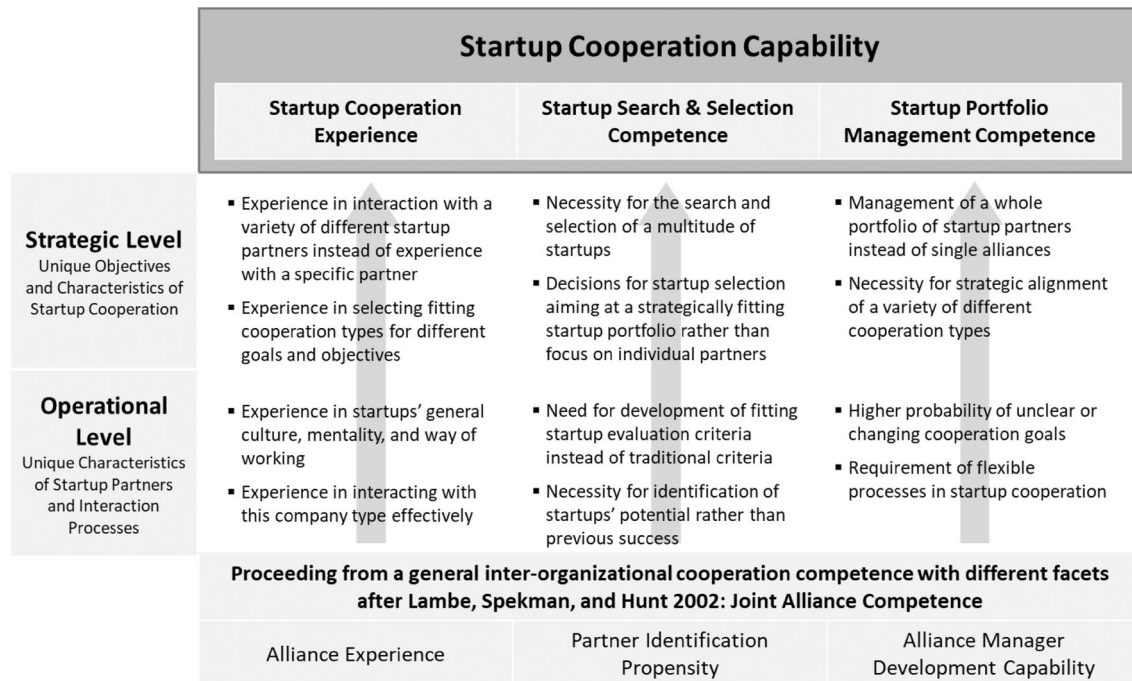 Startup Cooperation Capability
Startup Cooperation
Experience
Startup Search & Selection
Competence
Startup Portfolio
Management Competence
Strategic Level
Unique Objectives
and Characteristics of
Startup Cooperation
▪ Experience in interaction with a
variety of different startup
partners instead of experience
with a specific partner
▪ Experience in selecting fitting
cooperation types for different
goals and objectives
▪ Necessity for the search and
selection of a multitude of
startups
▪ Decisions for startup selection
aiming at a strategically fitting
startup portfolio rather than
focus on individual partners
▪ Management of a whole
portfolio of startup partners
instead of single alliances
▪ Necessity for strategic alignment
of a variety of different
cooperation types
Operational
Level
Unique Characteristics
of Startup Partners
and Interaction
Processes
▪ Experience in startups’ general
culture, mentality, and way of
working
▪ Experience in interacting with
this company type effectively
▪ Need for development of fitting
startup evaluation criteria
instead of traditional criteria
▪ Necessity for identification of
startups’ potential rather than
previous success
▪ Higher probability of unclear or
changing cooperation goals
▪ Requirement of flexible
processes in startup cooperation
Proceeding from a general inter-organizational cooperation competence with different facets
after Lambe, Spekman, and Hunt 2002: Joint Alliance Competence
Alliance Experience
Partner Identification
Propensity
Alliance Manager
Development Capability